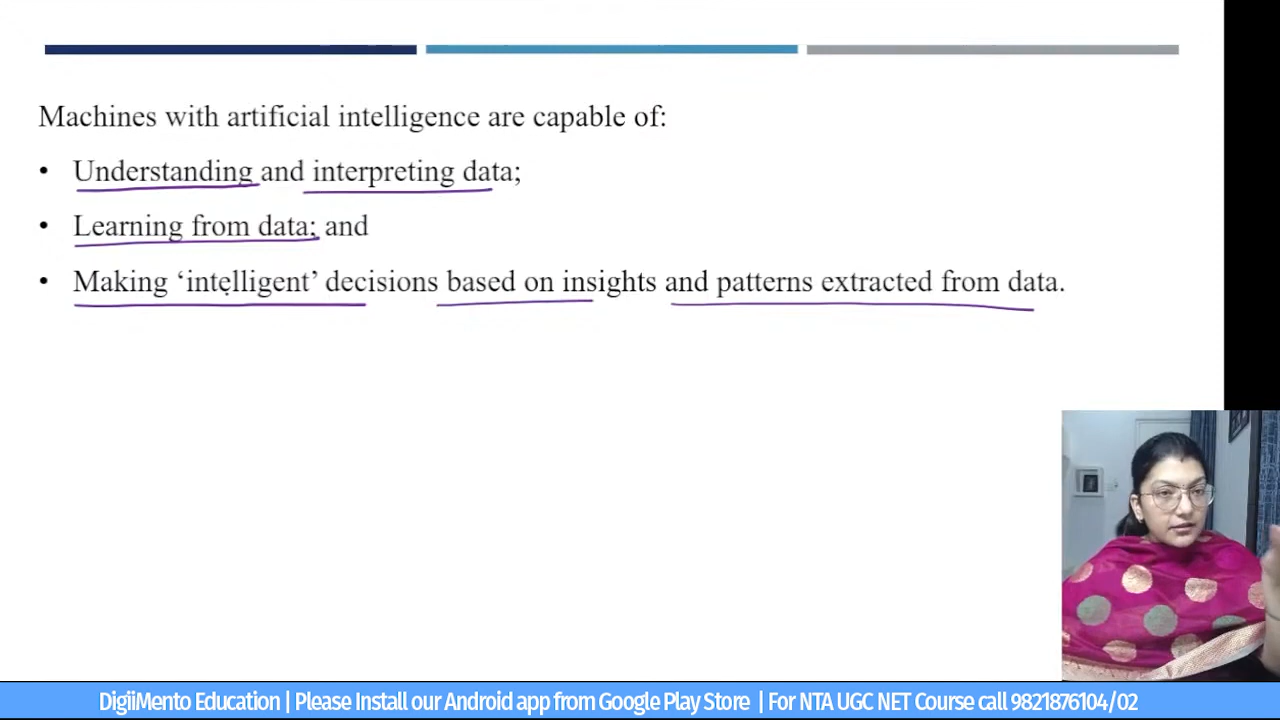 Machines with artificial intelligence are capable of:
• Understanding and interpreting data;
• Learning from data; and
• Making ‘intelligent’ decisions based on insights and patterns extracted from data.
DigiiMento Education | Please Install our Android app from Google Play Store | For NTA UGC NET Course call 9821876104/02